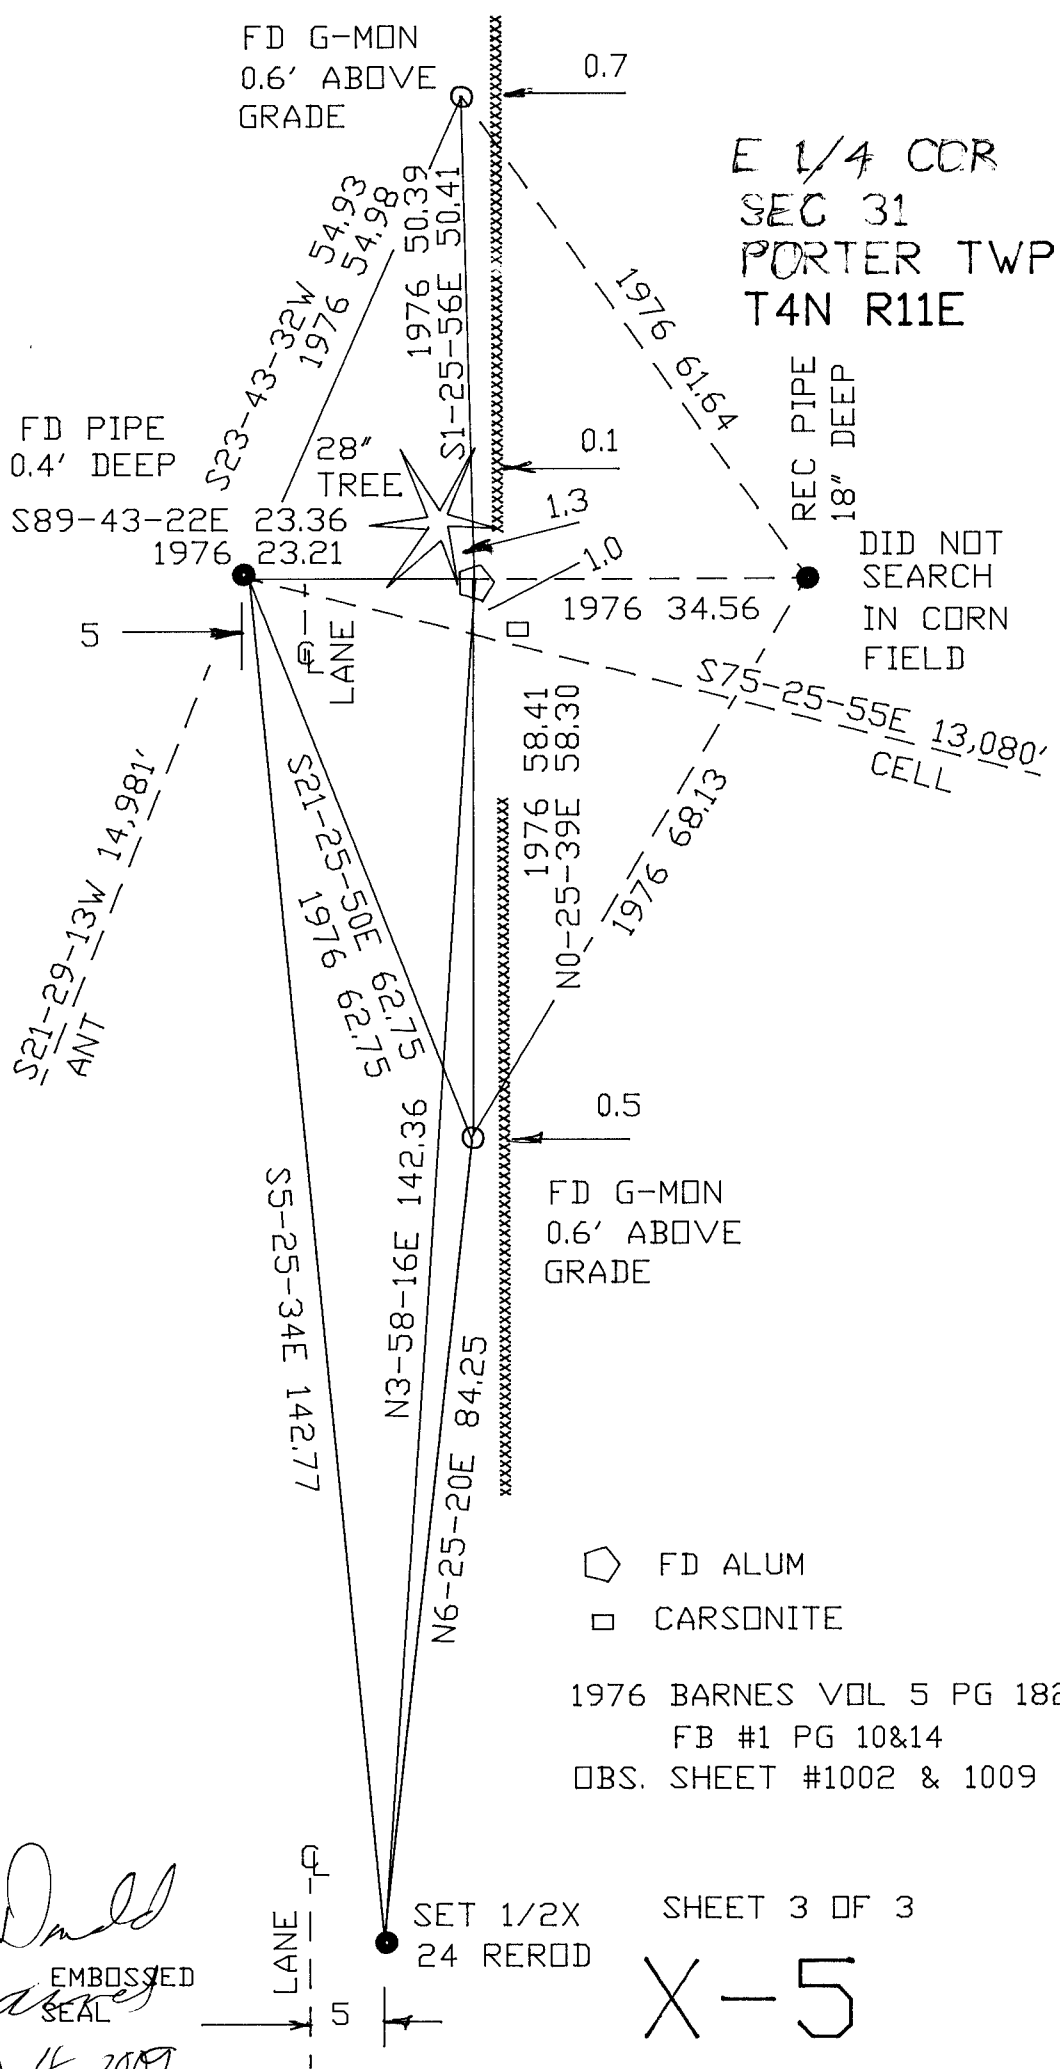 FD G-MON
0.6' ABOVE
GRADE
0.7
E 1/4 COR
SEC 31
PORTER TWP
T4N R11E
S23-43-32W 54.93
1976 54.98
1976 50.39
S1-25-56E 50.41
1976 61.64
REC PIPE
18" DEEP
FD PIPE
0.4' DEEP
28"
TREE
0.1
S89-43-22E 23.36
1976 23.21
1.3
1.0
1976 34.56
DID NOT
SEARCH
IN CORN
FIELD
5
CL
LANE
S75-25-55E 13,080'
CELL
S21-29-13W 14,981'
ANT
S21-25-50E 62.75
1976 62.75
1976 58.41
N0-25-39E 58.30
1976 68.13
0.5
FD G-MON
0.6' ABOVE
GRADE
S5-25-34E 142.77
N3-58-16E 142.36
N6-25-20E 84.25
FD ALUM
CARSONITE
1976 BARNES VOL 5 PG 182
FB #1 PG 10&14
OBS. SHEET #1002 & 1009
CL
LANE
SET 1/2X
24 REROD
SHEET 3 OF 3
X-5
Donald
EMBOSSED
SEAL
5
2009